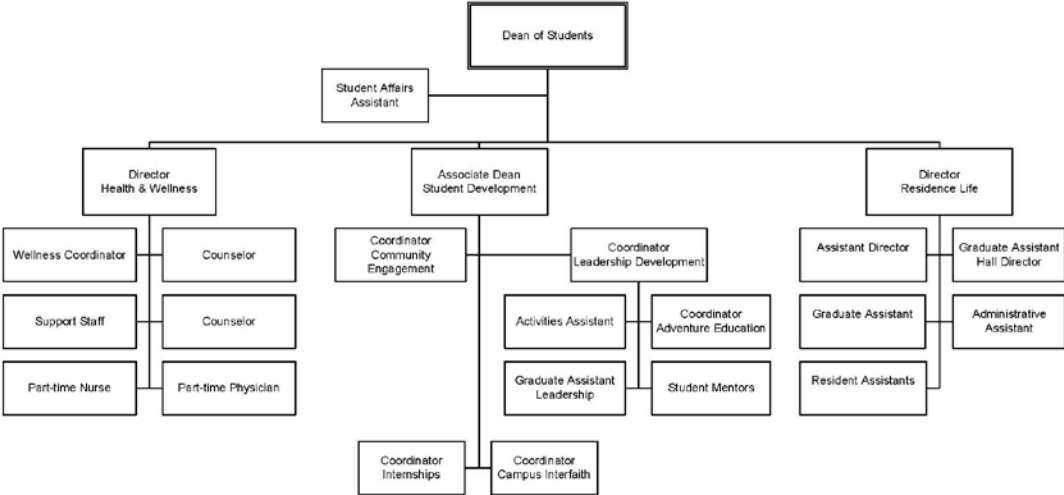 Dean of Students
Student Affairs
Assistant
Director
Health & Wellness
Associate Dean
Student Development
Director
Residence Life
Wellness Coordinator
Counselor
Coordinator
Community
Engagement
Coordinator
Leadership Development
Assistant Director
Graduate Assistant
Hall Director
Support Staff
Counselor
Activities Assistant
Coordinator
Adventure Education
Graduate Assistant
Administrative
Assistant
Part-time Nurse
Part-time Physician
Graduate Assistant
Leadership
Student Mentors
Resident Assistants
Coordinator
Internships
Coordinator
Campus Interfaith